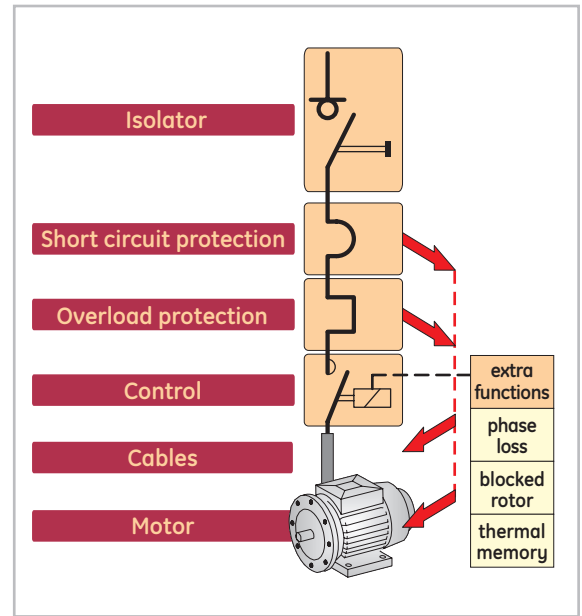 Isolator
Short circuit protection
Overload protection
Control
Cables
Motor
extra
functions
phase
loss
blocked
rotor
thermal
memory